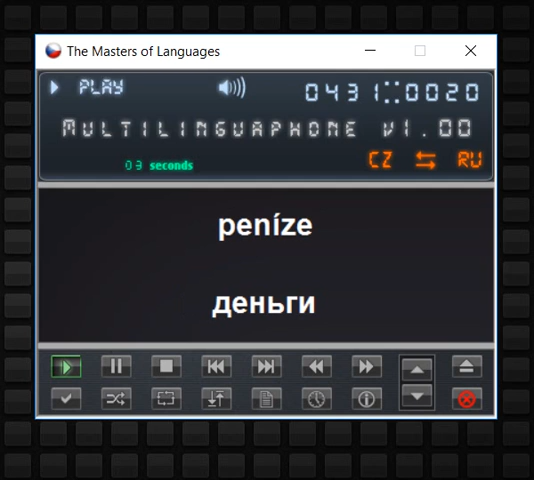 The Masters of Languages
PLAY 0431::0020
MULTILINGUAPHONE v1.00
03 seconds CZ RU
peníze
деньги